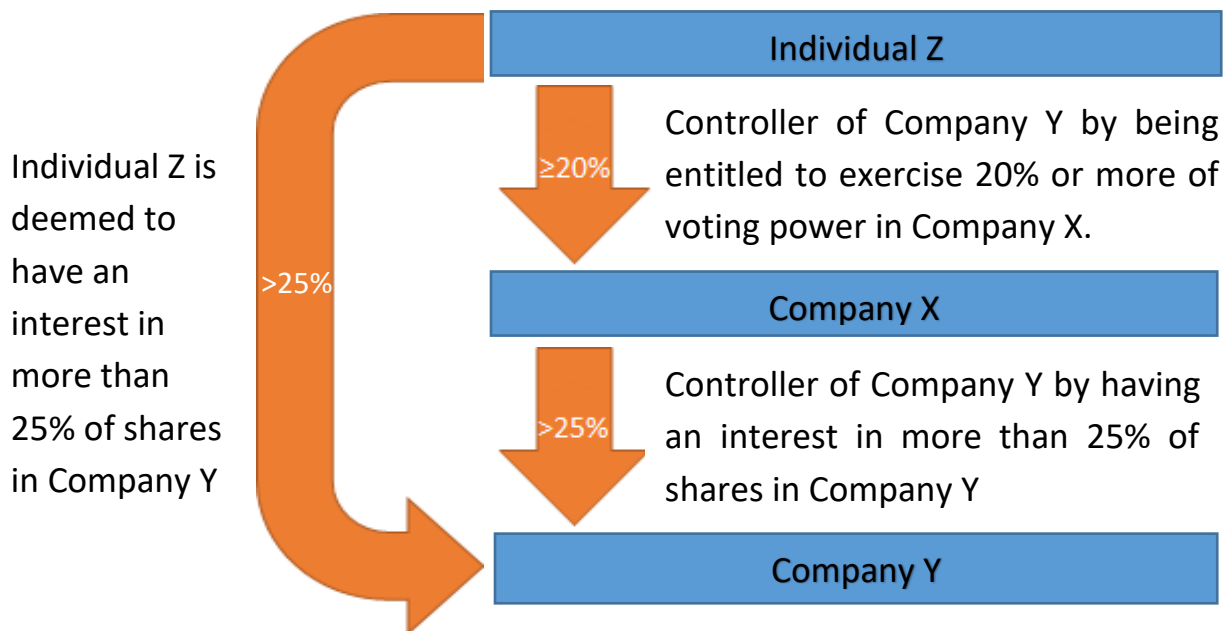 Individual Z
Individual Z is
deemed to
have an
interest in
more than
25% of shares
in Company Y
>25%
≥20%
Controller of Company Y by being
entitled to exercise 20% or more of
voting power in Company X.
Company X
>25%
Controller of Company Y by having
an interest in more than 25% of
shares in Company Y
Company Y